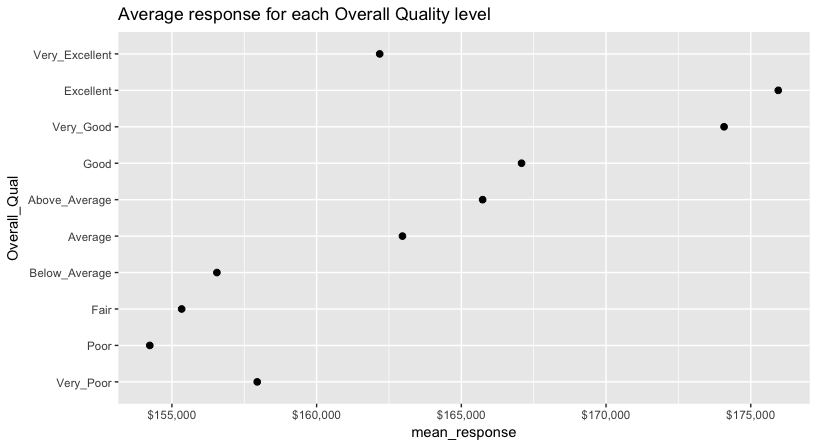 Average response for each Overall Quality level
Overall_Qual
Very_Excellent
Excellent
Very_Good
Good
Above_Average
Average
Below_Average
Fair
Poor
Very_Poor
$155,000 $160,000 $165,000 $170,000 $175,000
mean_response